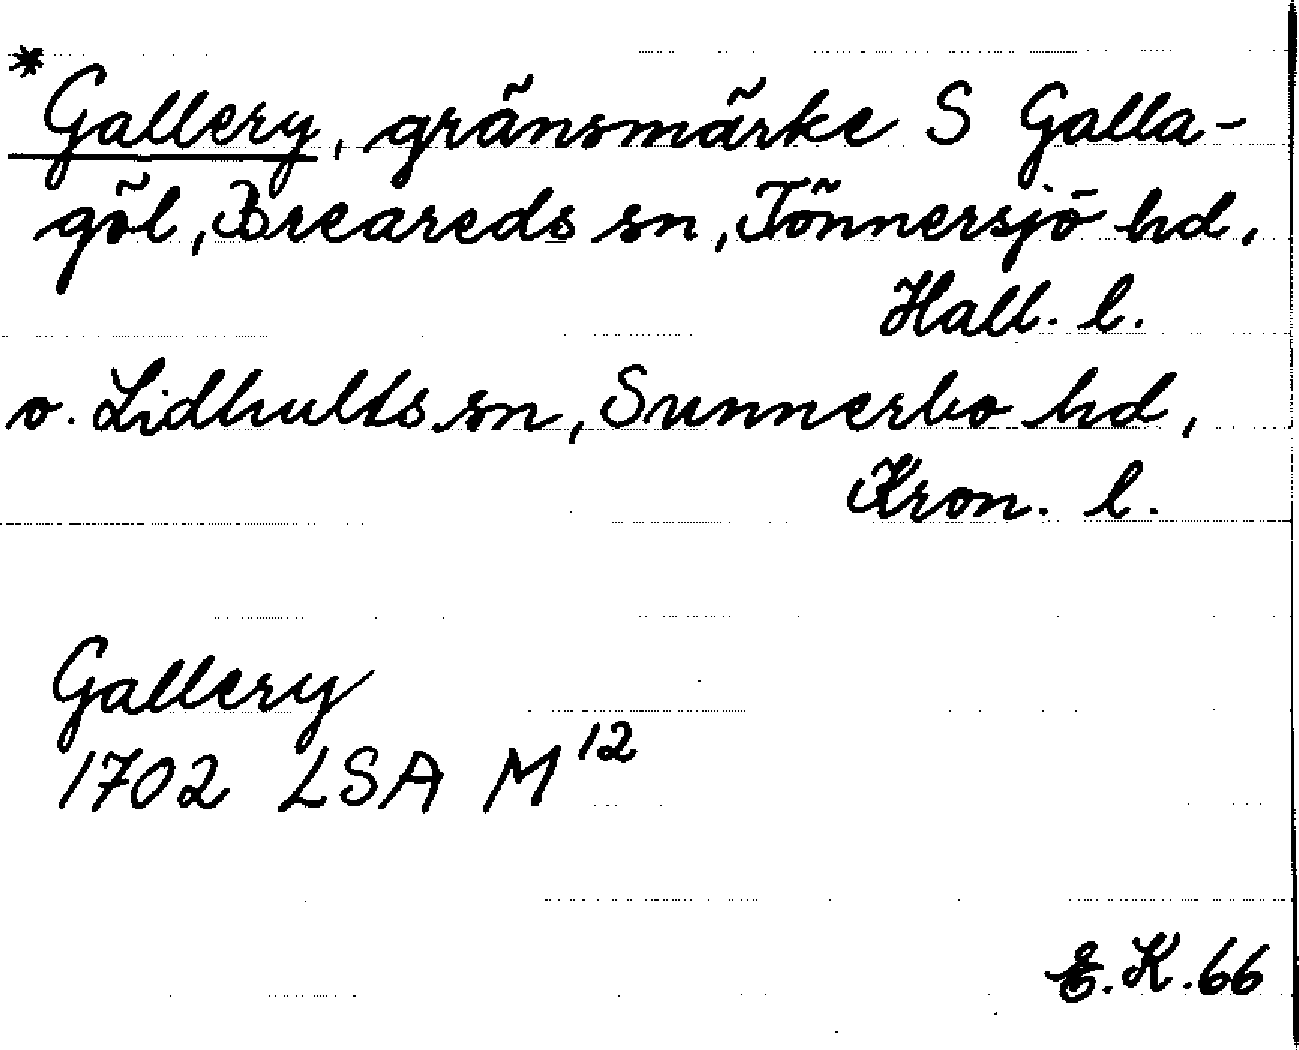 *Gallery, gränsmärke S Galla-
göl, Breareds sn, Tönnersjö hd,
Hall. l.
o. Lidhults sn, Sunnerbo hd,
Kron. l.
Gallery
1702 LSA M12
E.K.66